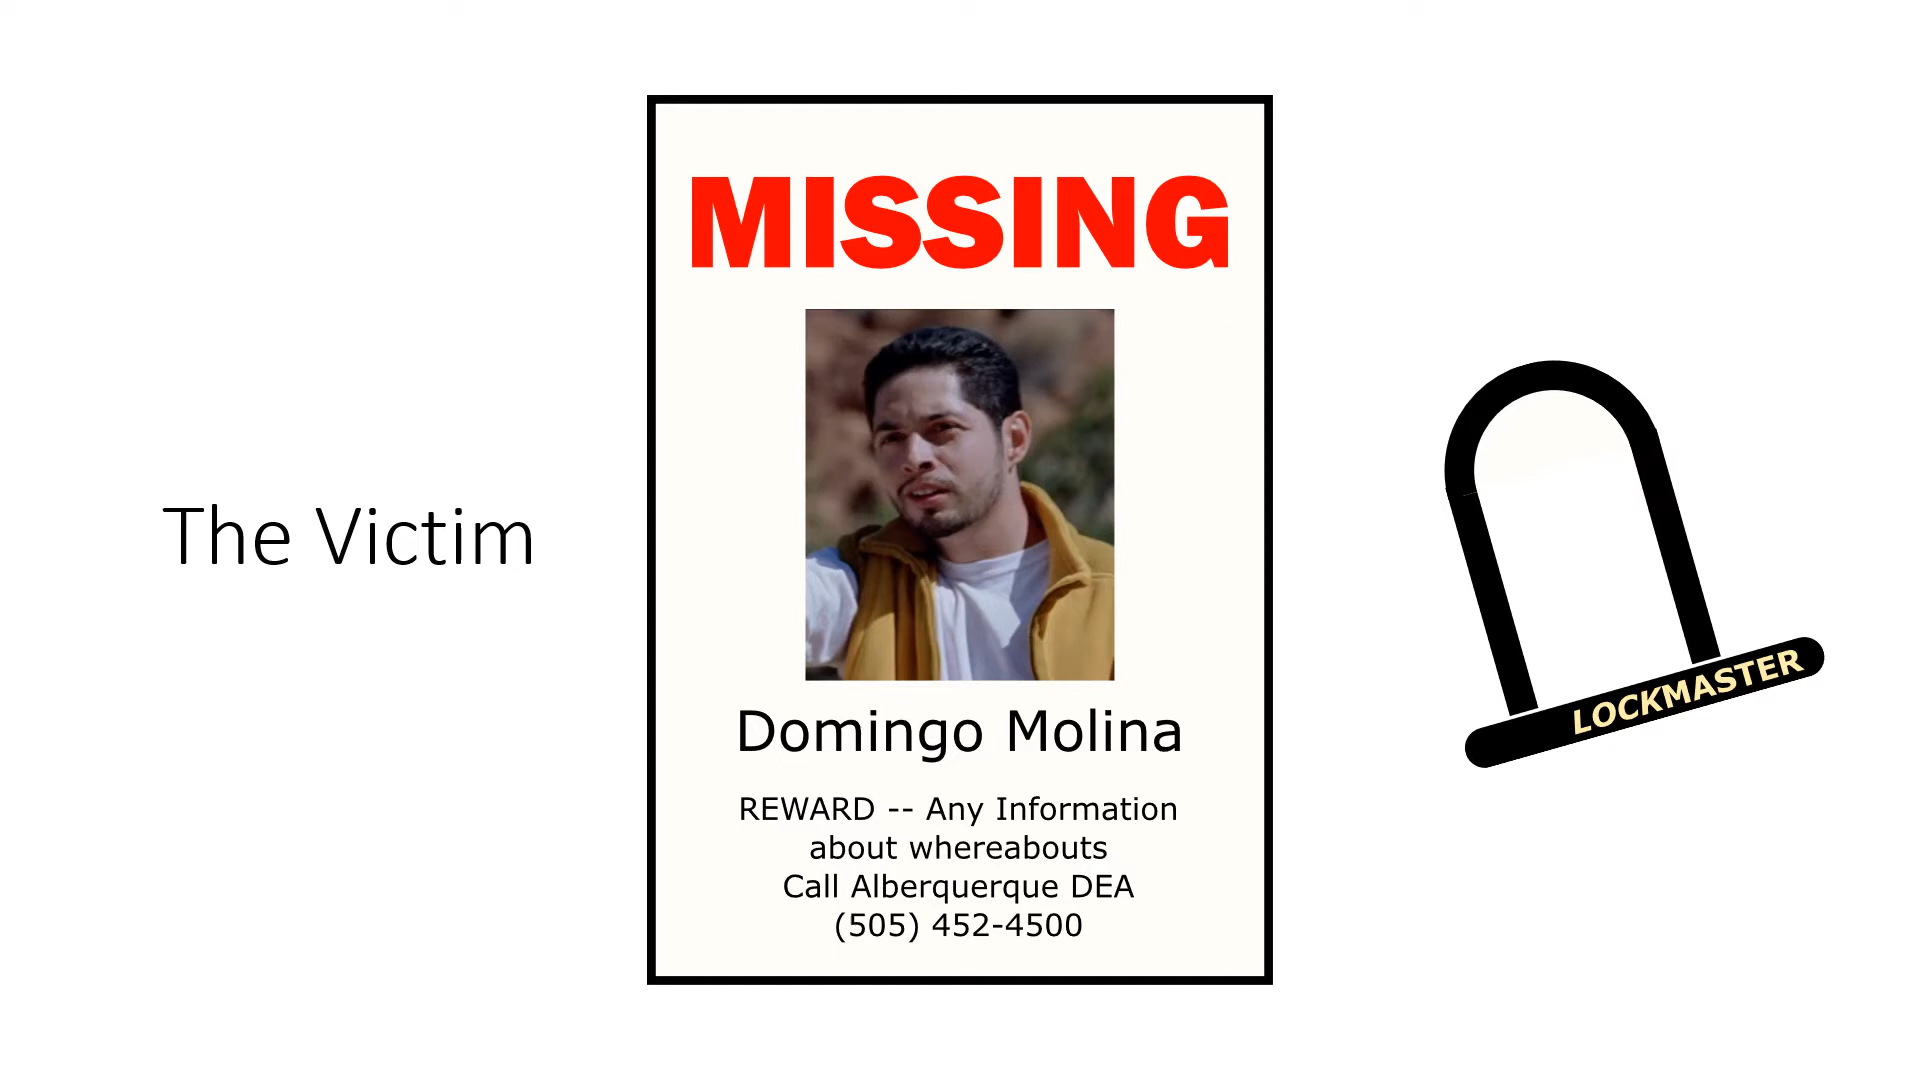 The Victim
MISSING
Domingo Molina
REWARD -- Any Information
about whereabouts
Call Alberquerque DEA
(505) 452-4500
LOCKMASTER